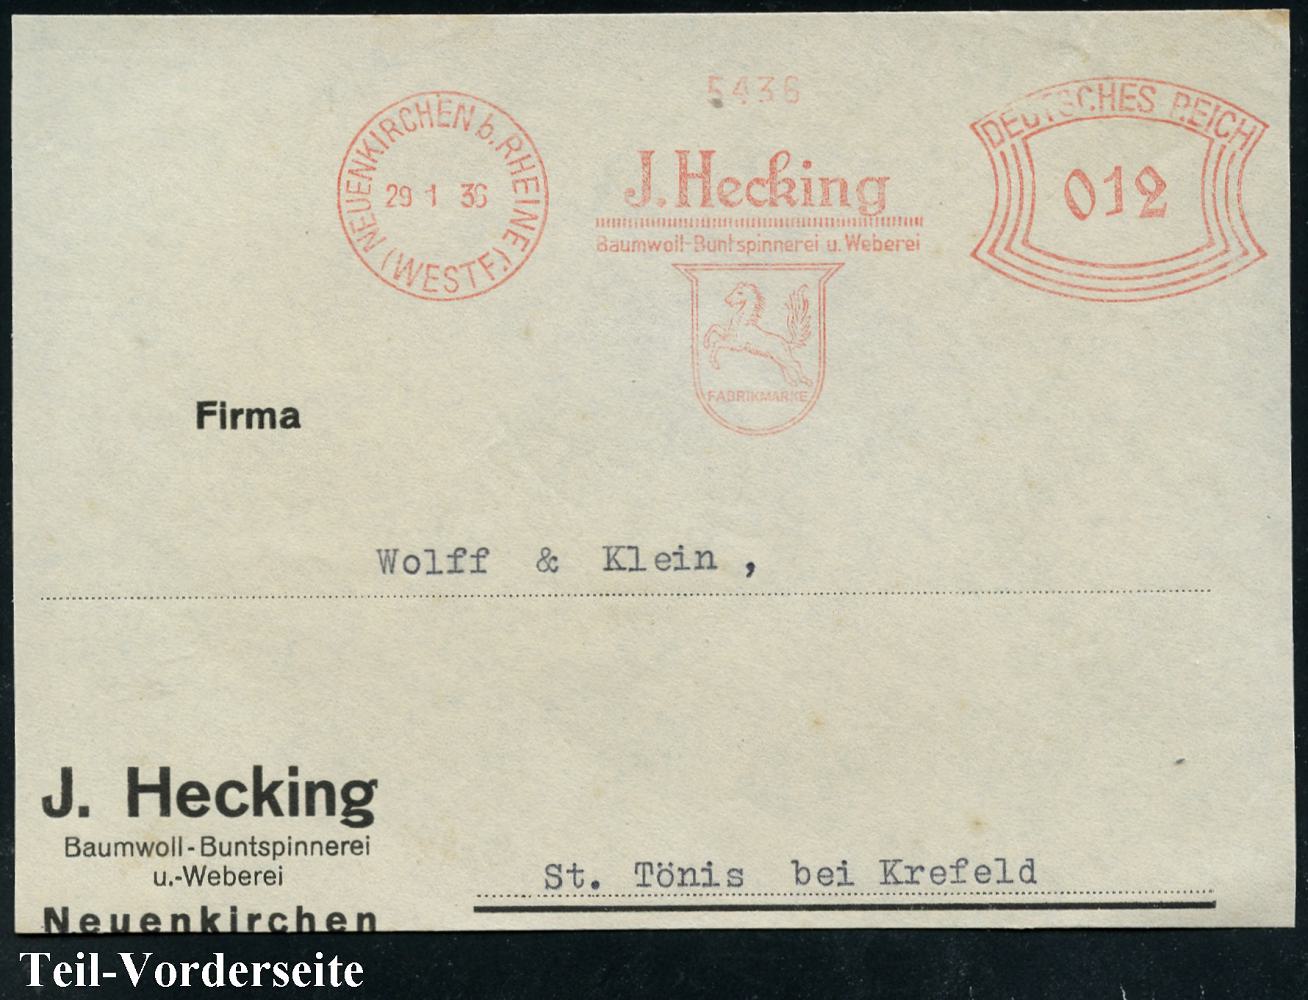 5436
NEUENKIRCHEN b. RHEINE (WESTF.)
29 1 36
J. Hecking
Baumwoll-Buntspinnerei u. Weberei
FABRIKMARKE
DEUTSCHES REICH
012
Firma
Wolff & Klein,
J. Hecking
Baumwoll-Buntspinnerei
u.-Weberei
Neuenkirchen
St. Tönis bei Krefeld
Teil-Vorderseite